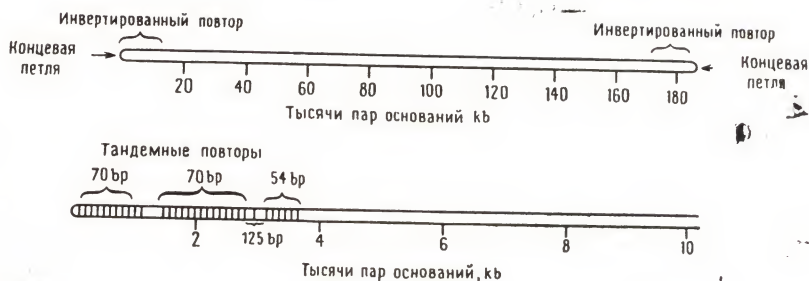 Инвертированный повтор
Инвертированный повтор
Концевая
петля
Концевая
петля
20 40 60 80 100 120 140 160 180
Тысячи пар оснований kb
Тандемные повторы
70 bp 70 bp 54 bp
2 125 bp 4 6 8 10
Тысячи пар оснований, kb